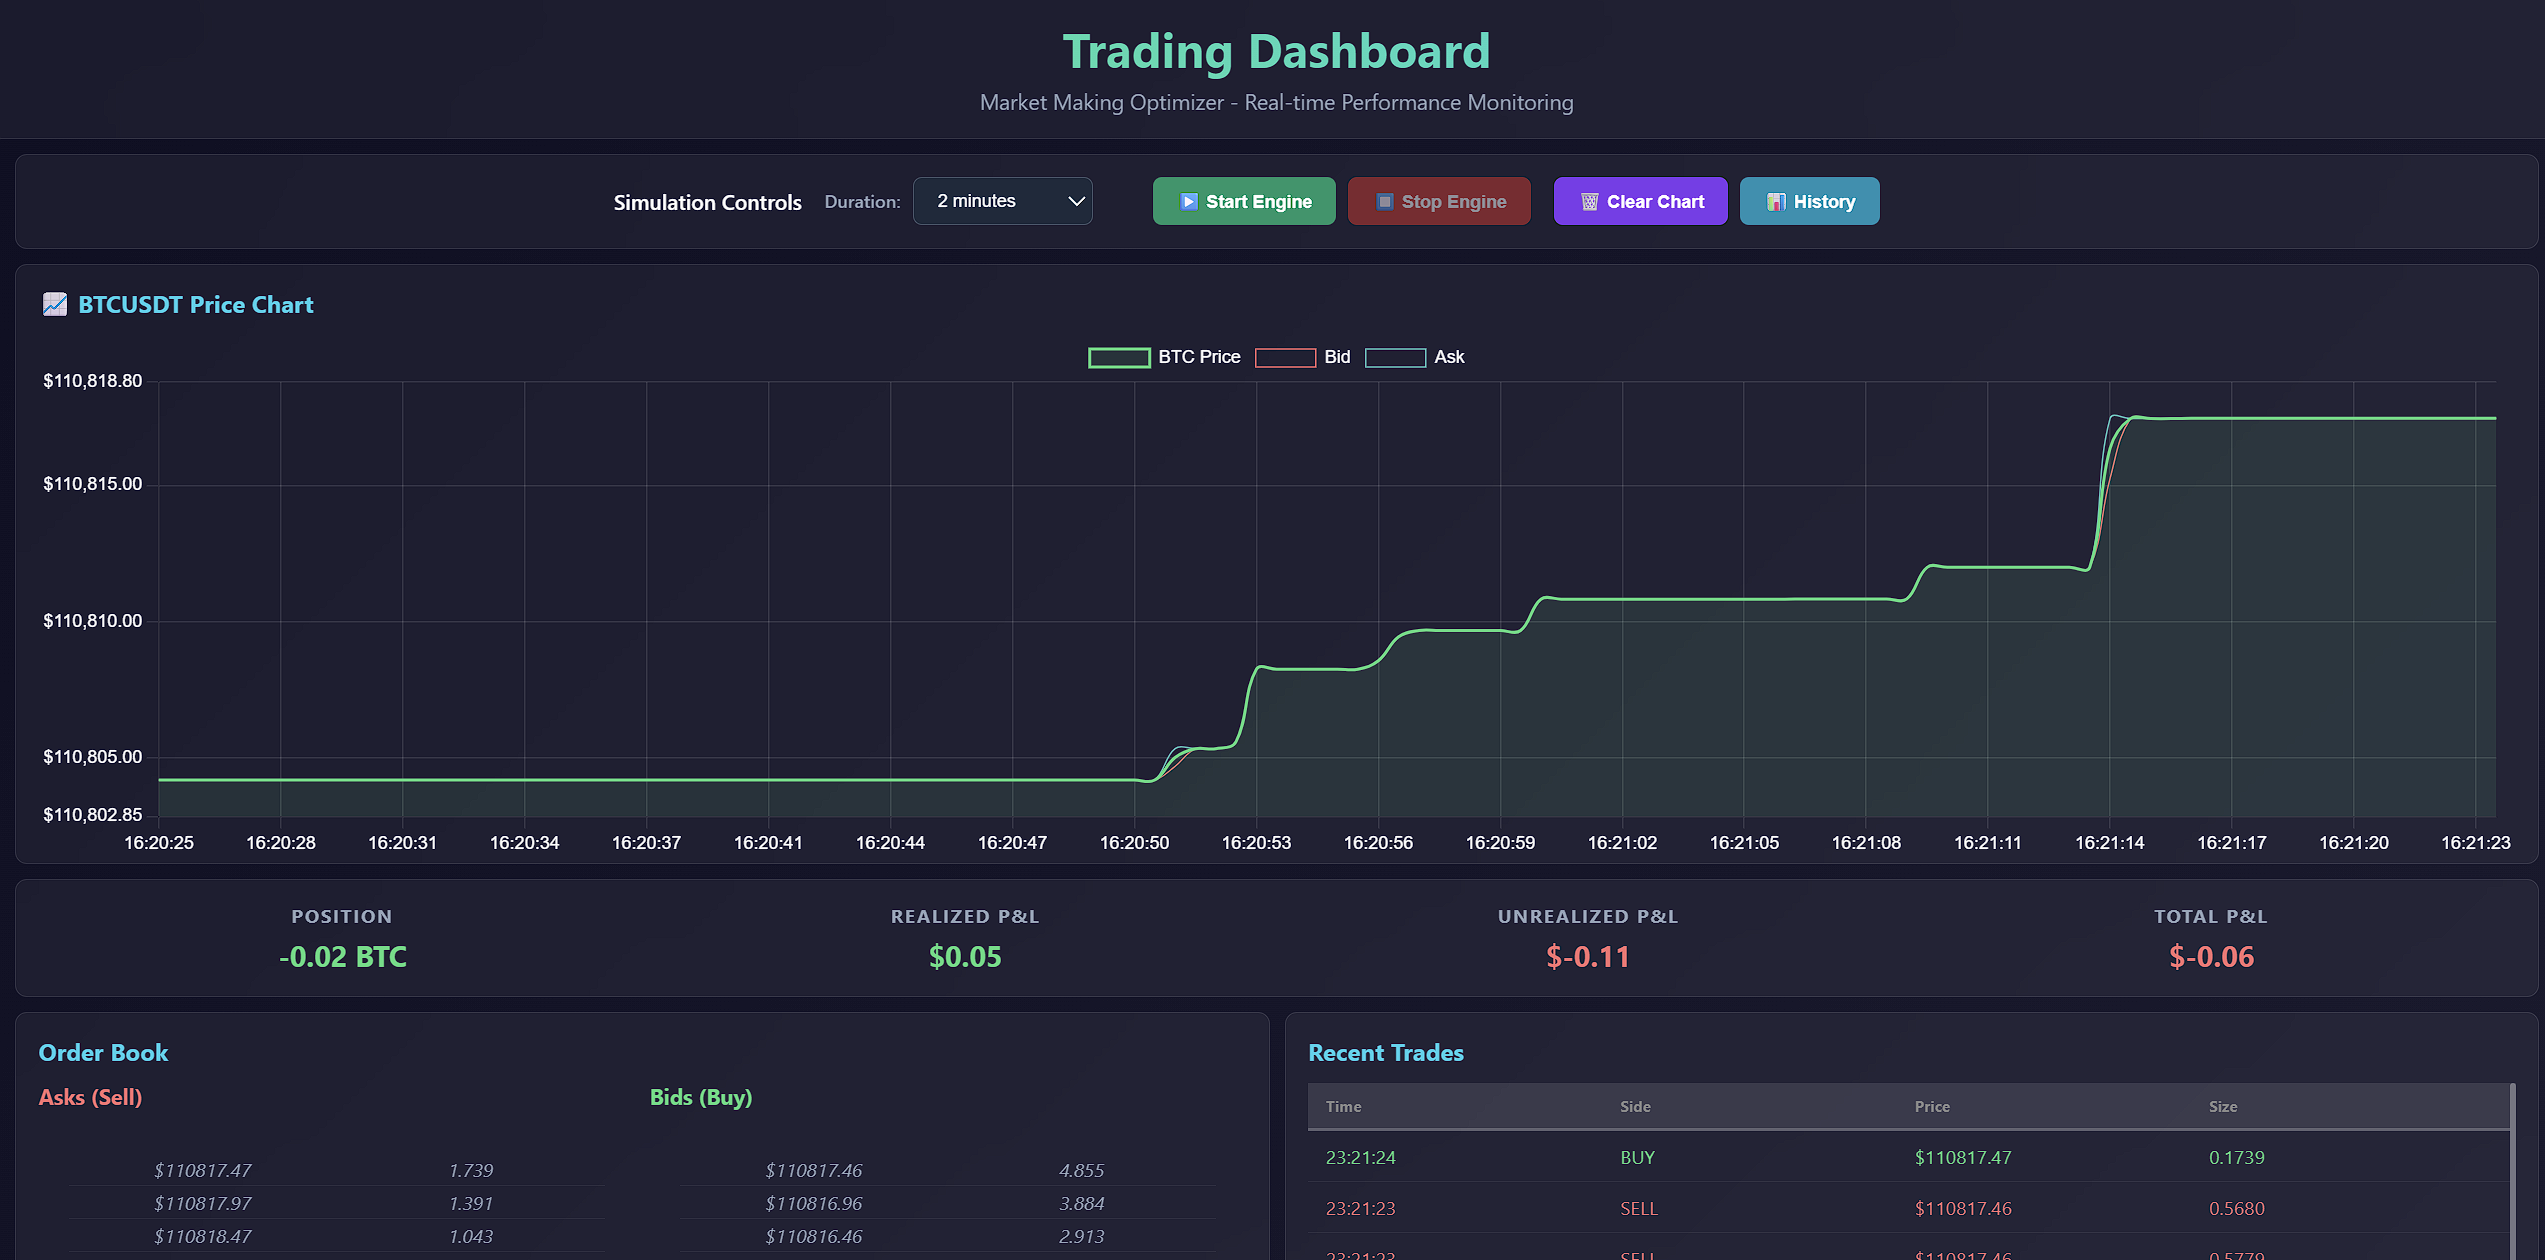 Trading Dashboard
Market Making Optimizer - Real-time Performance Monitoring
Simulation Controls Duration: 2 minutes Start Engine Stop Engine Clear Chart History
BTCUSDT Price Chart
BTC Price Bid Ask
$110,818.80
$110,815.00
$110,810.00
$110,805.00
$110,802.85
16:20:25 16:20:28 16:20:31 16:20:34 16:20:37 16:20:41 16:20:44 16:20:47 16:20:50 16:20:53 16:20:56 16:20:59 16:21:02 16:21:05 16:21:08 16:21:11 16:21:14 16:21:17 16:21:20 16:21:23
POSITION REALIZED P&L UNREALIZED P&L TOTAL P&L
-0.02 BTC $0.05 $-0.11 $-0.06
Order Book
Asks (Sell) Bids (Buy)
$110817.47 1.739 $110817.46 4.855
$110817.97 1.391 $110816.96 3.884
$110818.47 1.043 $110816.46 2.913
Recent Trades
Time Side Price Size
23:21:24 BUY $110817.47 0.1739
23:21:23 SELL $110817.46 0.5680
23:21:23 SELL $110817.46 0.5779